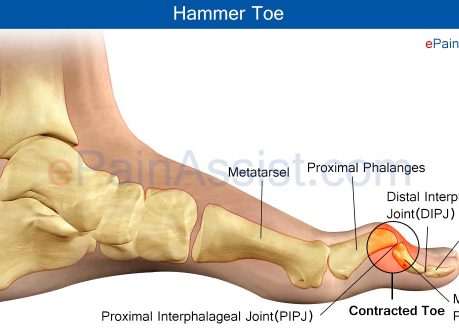 Hammer Toe
ePain
ePainAssist.com
Metatarsel
Proximal Phalanges
Distal Interp
Joint(DIPJ)
Proximal Interphalageal Joint(PIPJ)
Contracted Toe
M
P